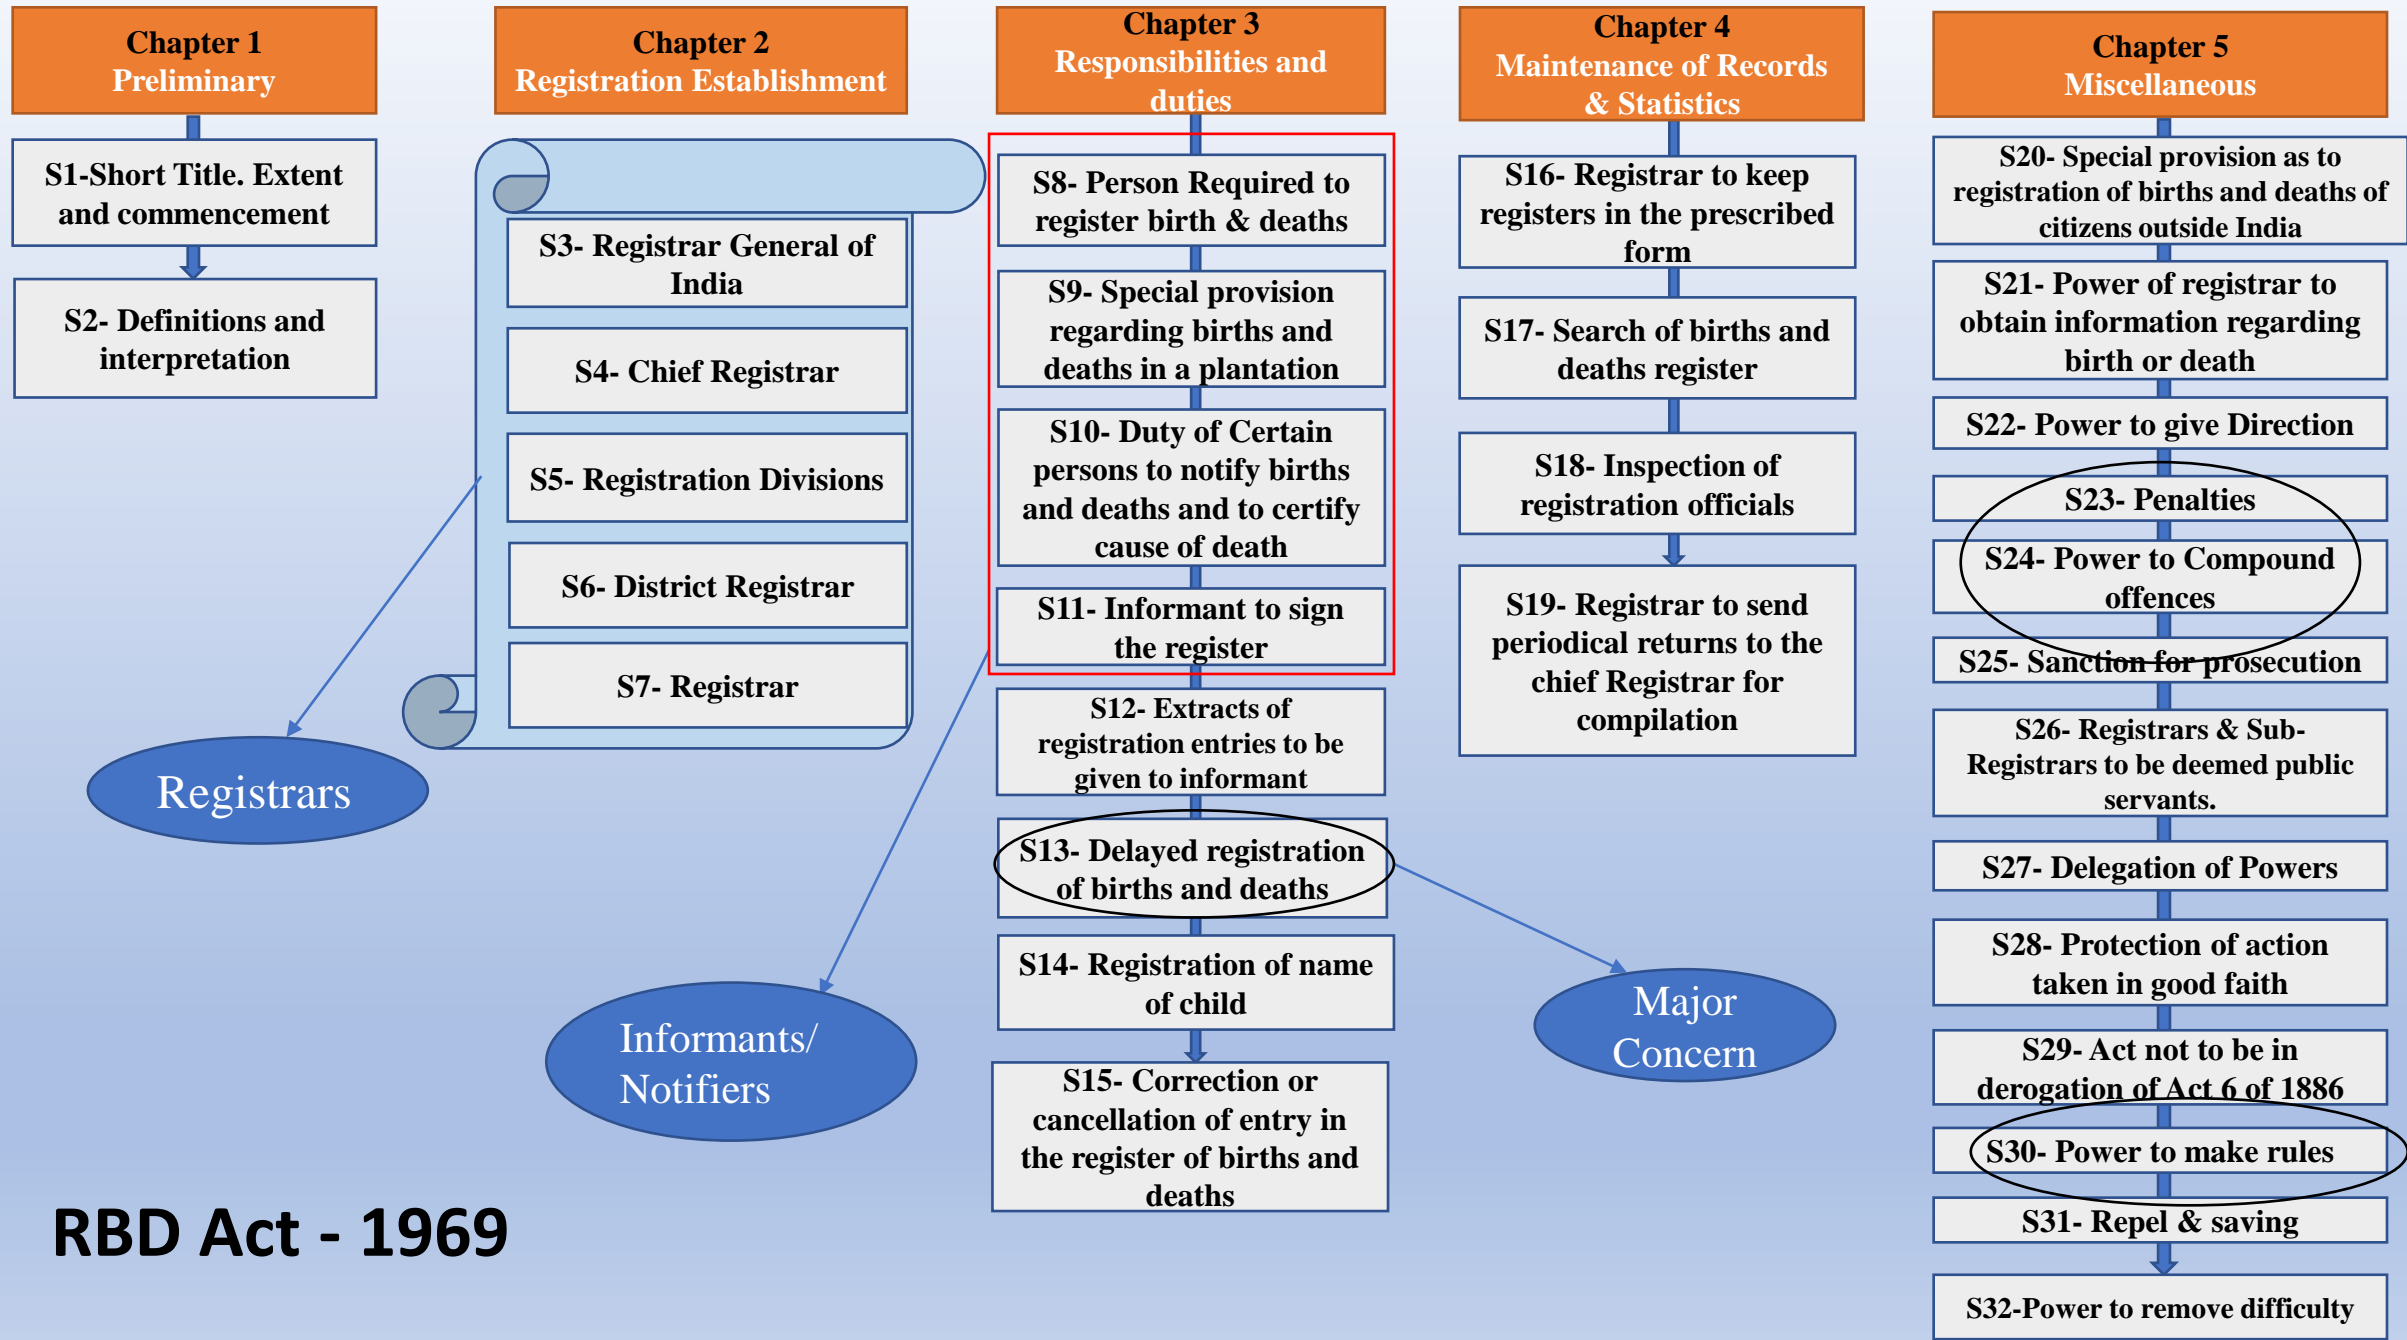 Chapter 1
Preliminary
S1-Short Title. Extent
and commencement
S2- Definitions and
interpretation
Chapter 2
Registration Establishment
S3- Registrar General of
India
S4- Chief Registrar
S5- Registration Divisions
S6- District Registrar
S7- Registrar
Registrars
Chapter 3
Responsibilities and
duties
S8- Person Required to
register birth & deaths
S9- Special provision
regarding births and
deaths in a plantation
S10- Duty of Certain
persons to notify births
and deaths and to certify
cause of death
S11- Informant to sign
the register
S12- Extracts of
registration entries to be
given to informant
S13- Delayed registration
of births and deaths
S14- Registration of name
of child
S15- Correction or
cancellation of entry in
the register of births and
deaths
Informants/
Notifiers
Chapter 4
Maintenance of Records
& Statistics
S16- Registrar to keep
registers in the prescribed
form
S17- Search of births and
deaths register
S18- Inspection of
registration officials
S19- Registrar to send
periodical returns to the
chief Registrar for
compilation
Major
Concern
Chapter 5
Miscellaneous
S20- Special provision as to
registration of births and deaths of
citizens outside India
S21- Power of registrar to
obtain information regarding
birth or death
S22- Power to give Direction
S23- Penalties
S24- Power to Compound
offences
S25- Sanction for prosecution
S26- Registrars & Sub-
Registrars to be deemed public
servants.
S27- Delegation of Powers
S28- Protection of action
taken in good faith
S29- Act not to be in
derogation of Act 6 of 1886
S30- Power to make rules
S31- Repel & saving
S32-Power to remove difficulty
RBD Act - 1969